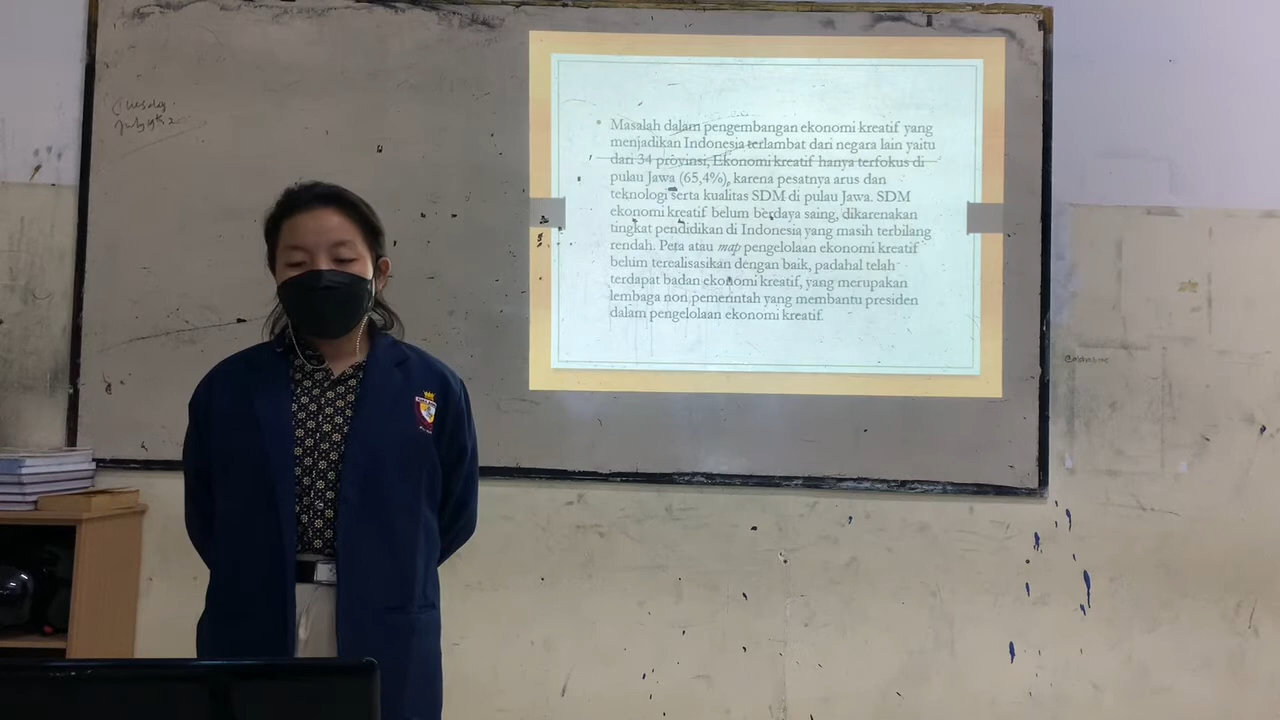 Tuesday
• Masalah dalam pengembangan ekonomi kreatif yang
menjadikan Indonesia terlambat dari negara lain yaitu
dari 34 provinsi, Ekonomi kreatif hanya terfokus di
pulau Jawa (65,4%), karena pesatnya arus dan
teknologi serta kualitas SDM di pulau Jawa. SDM
ekonomi kreatif belum berdaya saing, dikarenakan
tingkat pendidikan di Indonesia yang masih terbilang
rendah. Peta atau map pengelolaan ekonomi kreatif
belum terealisasikan dengan baik, padahal telah
terdapat badan ekonomi kreatif, yang merupakan
lembaga non pemerintah yang membantu presiden
dalam pengelolaan ekonomi kreatif.